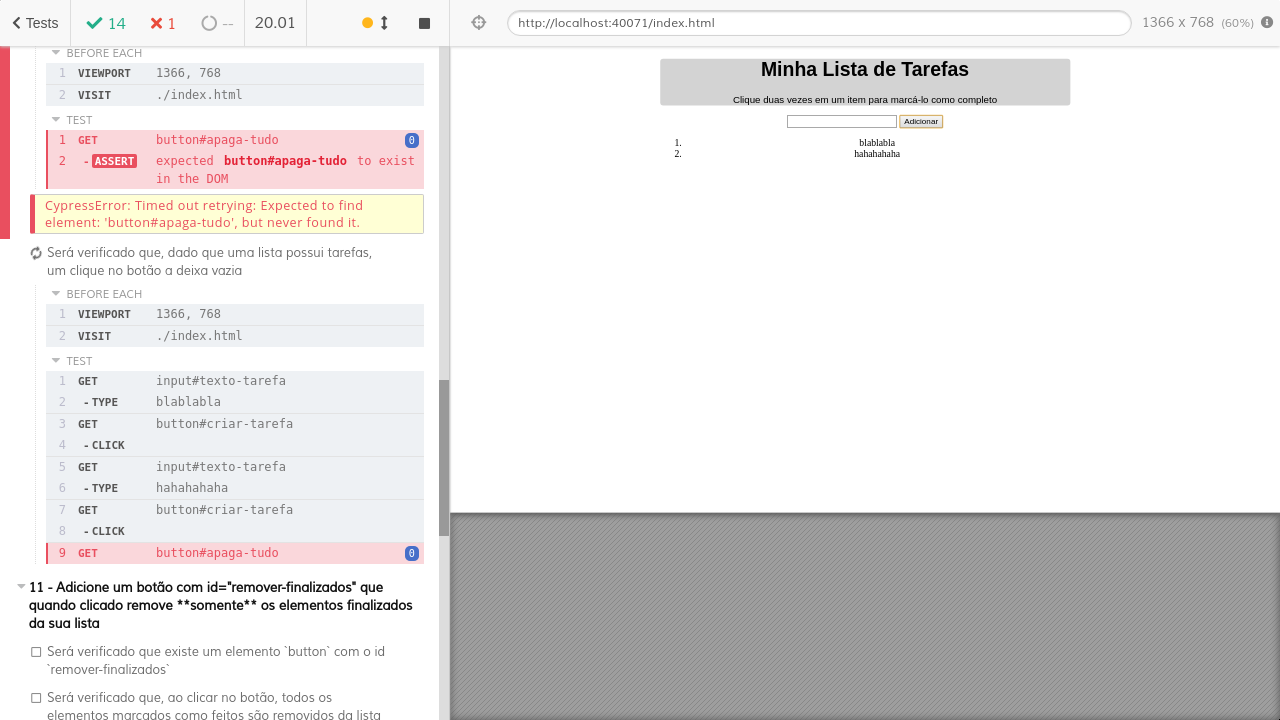 Tests 14 1 -- 20.01
http://localhost:40071/index.html 1366 x 768 (60%)
BEFORE EACH
1 VIEWPORT 1366, 768
2 VISIT ./index.html
TEST
1 GET button#apaga-tudo 0
2 -ASSERT expected button#apaga-tudo to exist
in the DOM
CypressError: Timed out retrying: Expected to find
element: 'button#apaga-tudo', but never found it.
Será verificado que, dado que uma lista possui tarefas,
um clique no botão a deixa vazia
BEFORE EACH
1 VIEWPORT 1366, 768
2 VISIT ./index.html
TEST
1 GET input#texto-tarefa
2 -TYPE blablabla
3 GET button#criar-tarefa
4 -CLICK
5 GET input#texto-tarefa
6 -TYPE hahahahaha
7 GET button#criar-tarefa
8 -CLICK
9 GET button#apaga-tudo 0
11 - Adicione um botão com id="remover-finalizados" que
quando clicado remove **somente** os elementos finalizados
da sua lista
Será verificado que existe um elemento `button` com o id
`remover-finalizados`
Será verificado que, ao clicar no botão, todos os
elementos marcados como feitos são removidos da lista
Minha Lista de Tarefas
Clique duas vezes em um item para marcá-lo como completo
Adicionar
1. blablabla
2. hahahahaha